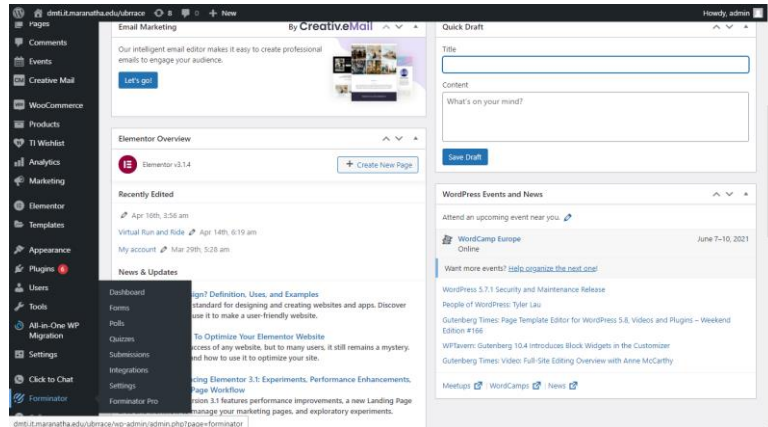 dmti.it.maranatha.edu/ubrrace 8 0 + New Howdy, admin
Pages
Comments
Events
Creative Mail
WooCommerce
Products
TI Wishlist
Analytics
Marketing
Elementor
Templates
Appearance
Plugins 6
Users
Tools
All-in-One WP
Migration
Settings
Click to Chat
Forminator
Dashboard
Forms
Polls
Quizzes
Submissions
Integrations
Settings
Forminator Pro
Email Marketing By Creativ.eMail
Our intelligent email editor makes it easy to create professional
emails to engage your audience.
Let's go!
Elementor Overview
Elementor v3.1.4
+ Create New Page
Recently Edited
Apr 16th, 3:56 am
Virtual Run and Ride Apr 14th, 6:19 am
My account Mar 29th, 5:28 am
News & Updates
ign? Definition, Uses, and Examples
standard for designing and creating websites and apps. Discover
use it to make a user-friendly website.
To Optimize Your Elementor Website
access of any website, but to many users, it still remains a mystery.
nd how to use it to optimize your site.
cing Elementor 3.1: Experiments, Performance Enhancements,
Page Workflow
rsion 3.1 features performance improvements, a new Landing Page
manage your marketing pages, and exploratory experiments.
Quick Draft
Title
Content
What's on your mind?
Save Draft
WordPress Events and News
Attend an upcoming event near you.
WordCamp Europe June 7–10, 2021
Online
Want more events? Help organize the next one!
WordPress 5.7.1 Security and Maintenance Release
People of WordPress: Tyler Lau
Gutenberg Times: Page Template Editor for WordPress 5.8, Videos and Plugins – Weekend
Edition #166
WPTavern: Gutenberg 10.4 Introduces Block Widgets in the Customizer
Gutenberg Times: Video: Full-Site Editing Overview with Anne McCarthy
Meetups | WordCamps | News
dmti.it.maranatha.edu/ubrrace/wp-admin/admin.php?page=forminator